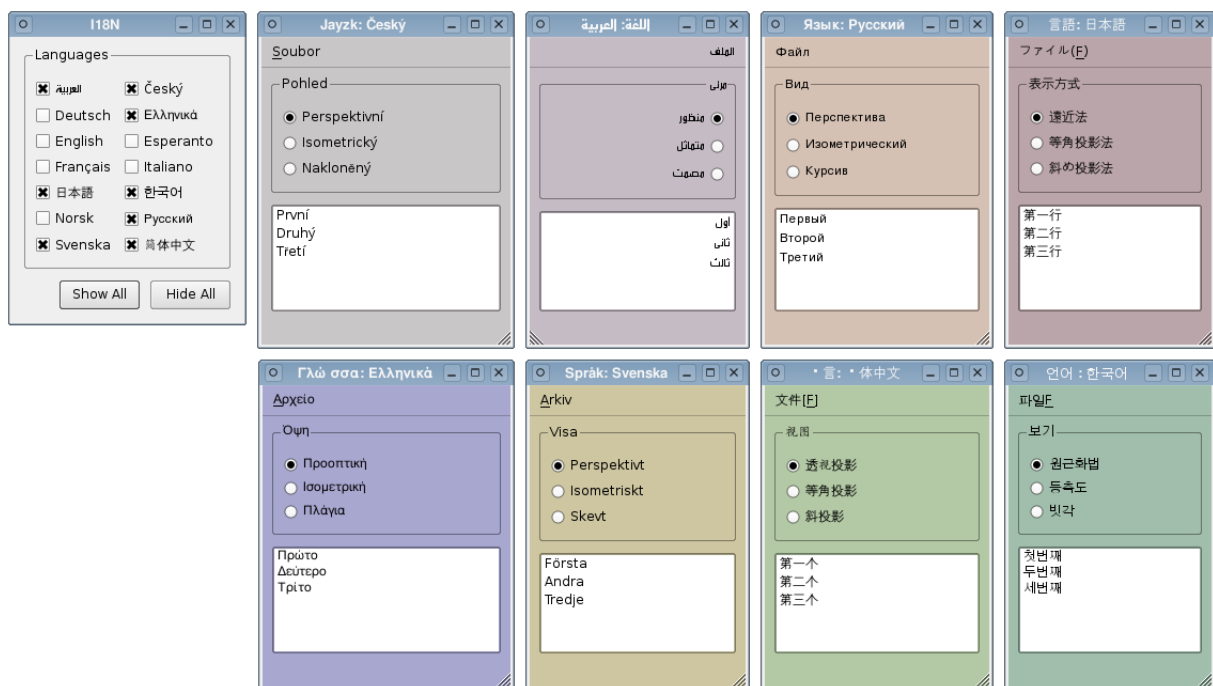 I18N
Languages
العربية
Český
Deutsch
Ελληνικά
English
Esperanto
Français
Italiano
日本語
한국어
Norsk
Русский
Svenska
简体中文
Show All
Hide All
Jayzk: Český
Soubor
Pohled
Perspektivní
Isometrický
Nakloněný
První
Druhý
Třetí
اللغة: العربية
الملف
مرئى
منظور
متماثل
مصمت
أول
ثانى
ثالث
Язык: Русский
Файл
Вид
Перспектива
Изометрический
Курсив
Первый
Второй
Третий
言語: 日本語
ファイル(F)
表示方式
遠近法
等角投影法
斜め投影法
第一行
第二行
第三行
Γλώ σσα: Ελληνικά
Αρχείο
Όψη
Προοπτική
Ισομετρική
Πλάγια
Πρώτο
Δεύτερο
Τρίτο
Språk: Svenska
Arkiv
Visa
Perspektivt
Isometriskt
Skevt
Första
Andra
Tredje
言: 体中文
文件[F]
视图
透视投影
等角投影
斜投影
第一个
第二个
第三个
언어 : 한국어
파일F
보기
원근화법
등측도
빗각
첫번째
두번째
세번째